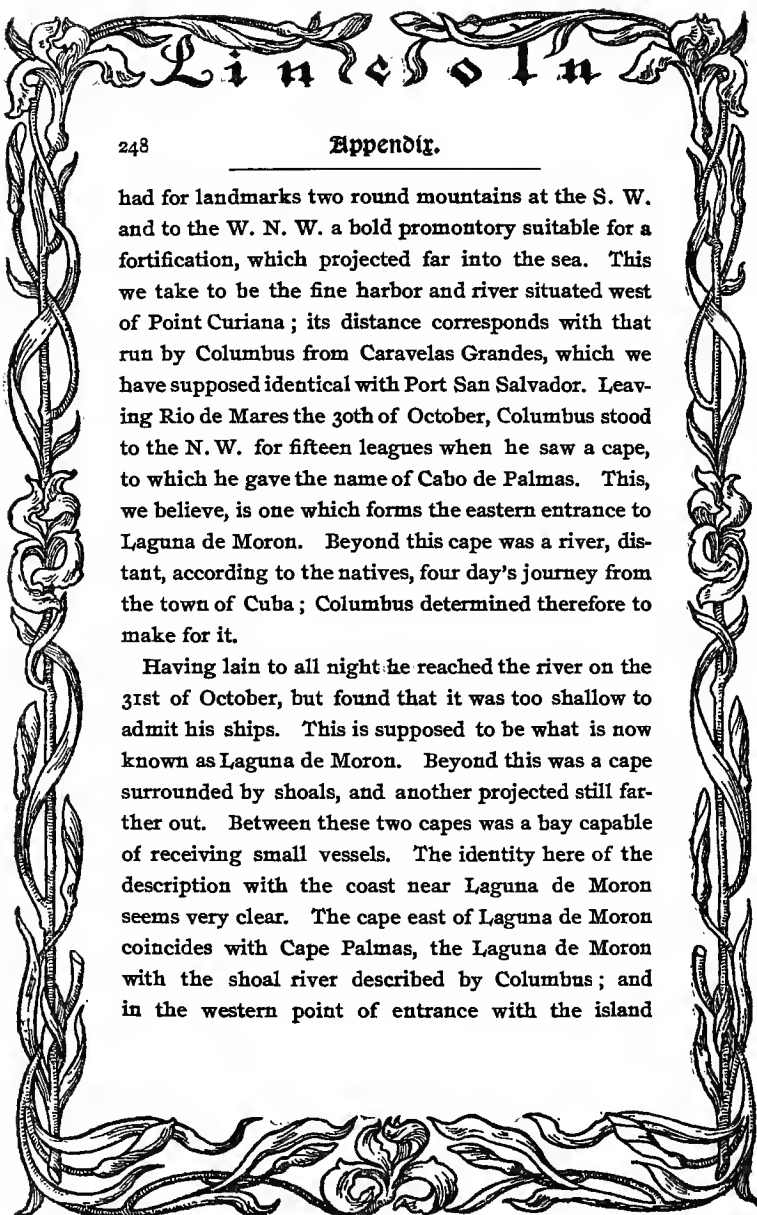 Lincoln
248 Appendix.
had for landmarks two round mountains at the S. W.
and to the W. N. W. a bold promontory suitable for a
fortification, which projected far into the sea. This
we take to be the fine harbor and river situated west
of Point Curiana ; its distance corresponds with that
run by Columbus from Caravelas Grandes, which we
have supposed identical with Port San Salvador. Leav-
ing Rio de Mares the 30th of October, Columbus stood
to the N. W. for fifteen leagues when he saw a cape,
to which he gave the name of Cabo de Palmas. This,
we believe, is one which forms the eastern entrance to
Laguna de Moron. Beyond this cape was a river, dis-
tant, according to the natives, four day's journey from
the town of Cuba ; Columbus determined therefore to
make for it.
Having lain to all night he reached the river on the
31st of October, but found that it was too shallow to
admit his ships. This is supposed to be what is now
known as Laguna de Moron. Beyond this was a cape
surrounded by shoals, and another projected still far-
ther out. Between these two capes was a bay capable
of receiving small vessels. The identity here of the
description with the coast near Laguna de Moron
seems very clear. The cape east of Laguna de Moron
coincides with Cape Palmas, the Laguna de Moron
with the shoal river described by Columbus ; and
in the western point of entrance with the island